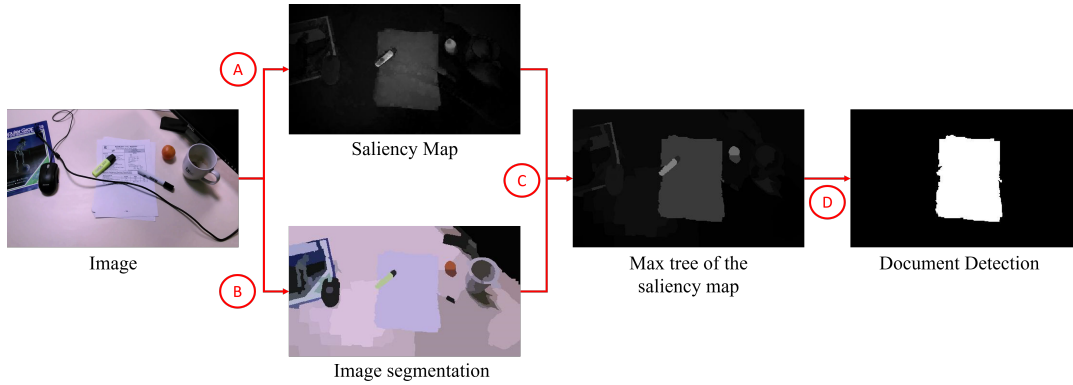 A
Saliency Map
C
D
Image
Max tree of the
saliency map
Document Detection
B
Image segmentation